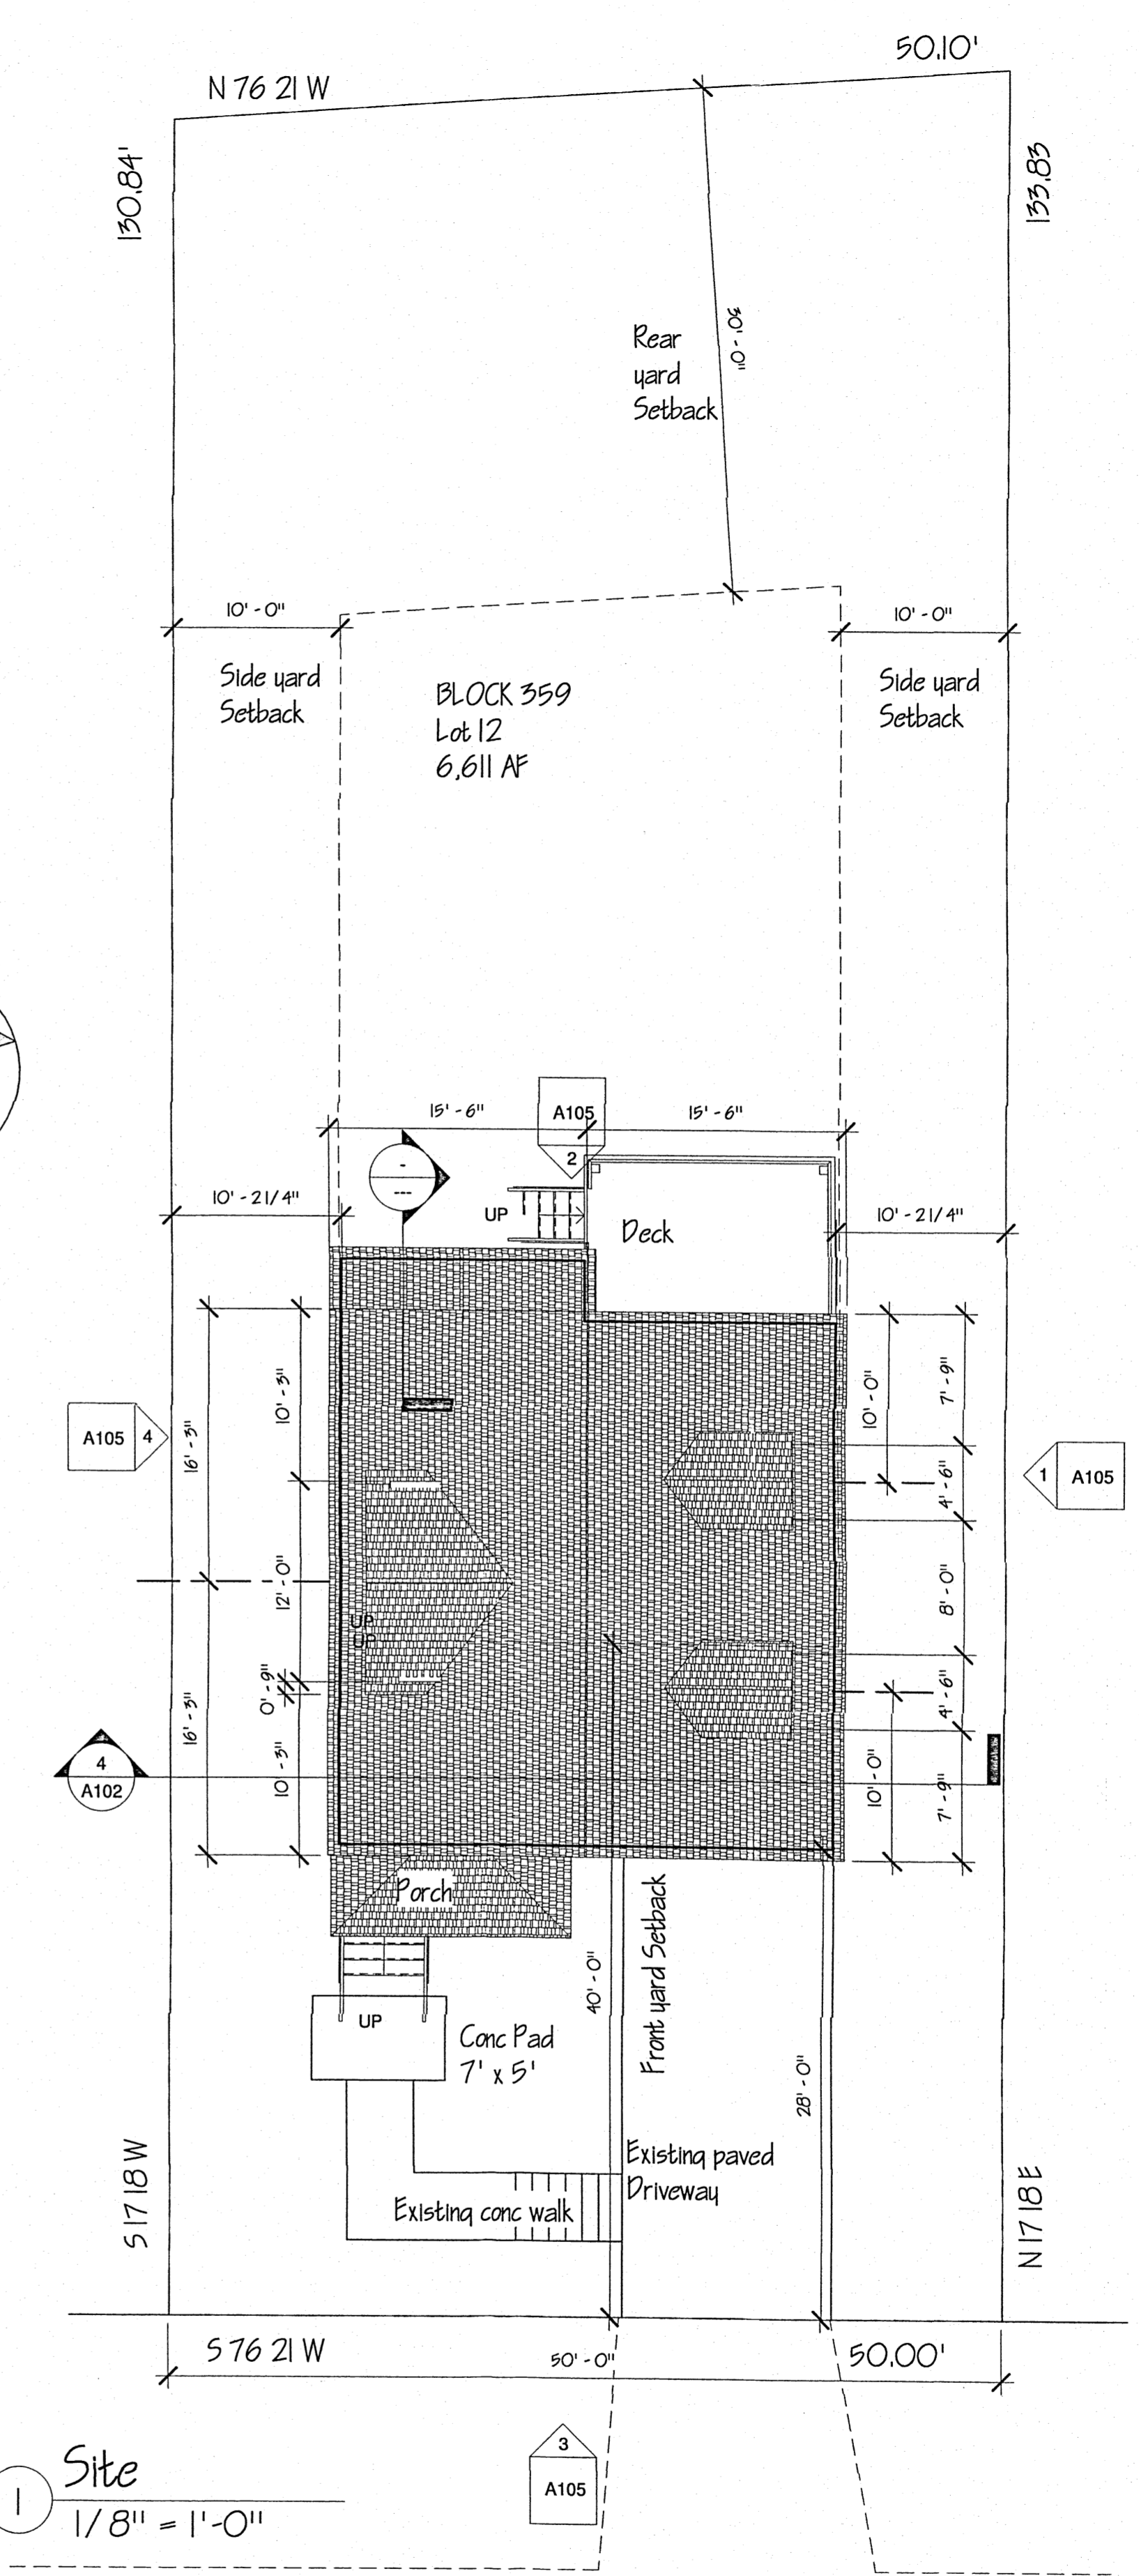 50.10'
N 76 21 W
130.84'
133.83
Rear
yard
Setback
30' - 0"
10' - 0"
10' - 0"
Side yard
Setback
Side yard
Setback
BLOCK 359
Lot 12
6,611 AF
15' - 6"
A105
2
15' - 6"
-
---
10' - 2 1/4"
UP
Deck
10' - 2 1/4"
10' - 3"
16' - 3"
A105
4
10' - 0"
7' - 9"
1
A105
4' - 6"
12' - 0"
8' - 0"
UP
UP
0' - 9"
16' - 3"
10' - 3"
4' - 6"
10' - 0"
7' - 9"
4
A102
Porch
40' - 0"
Front yard Setback
UP
Conc Pad
7' x 5'
28' - 0"
S 17 18 W
Existing paved
Driveway
Existing conc walk
N 17 18 E
S 76 21 W
50' - 0"
50.00'
3
A105
1
Site
1/8" = 1'-0"